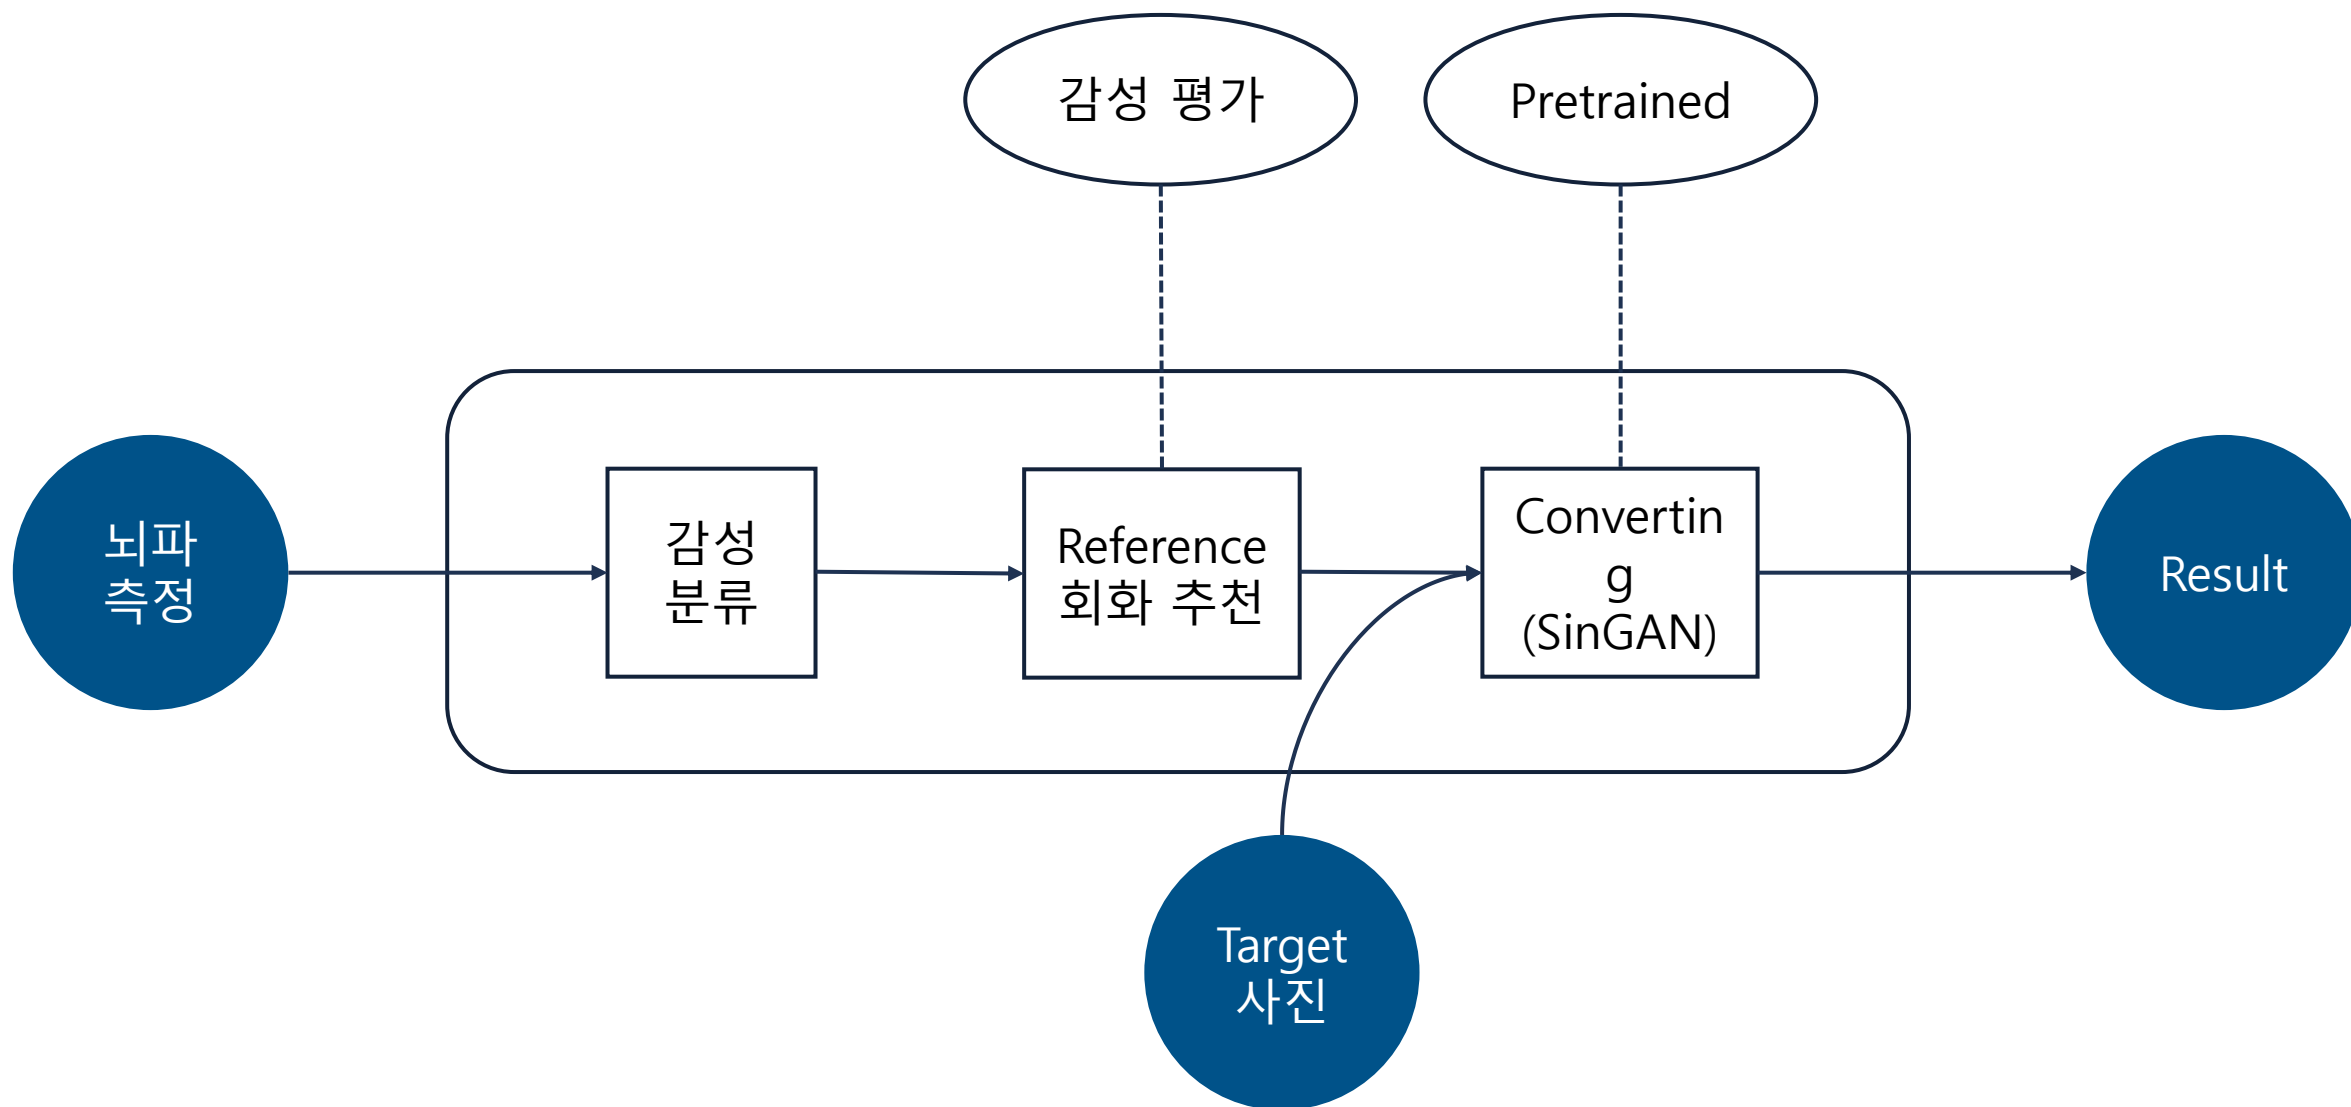 감성 평가
Pretrained
뇌파
측정
감성
분류
Reference
회화 추천
Convertin
g
(SinGAN)
Result
Target
사진